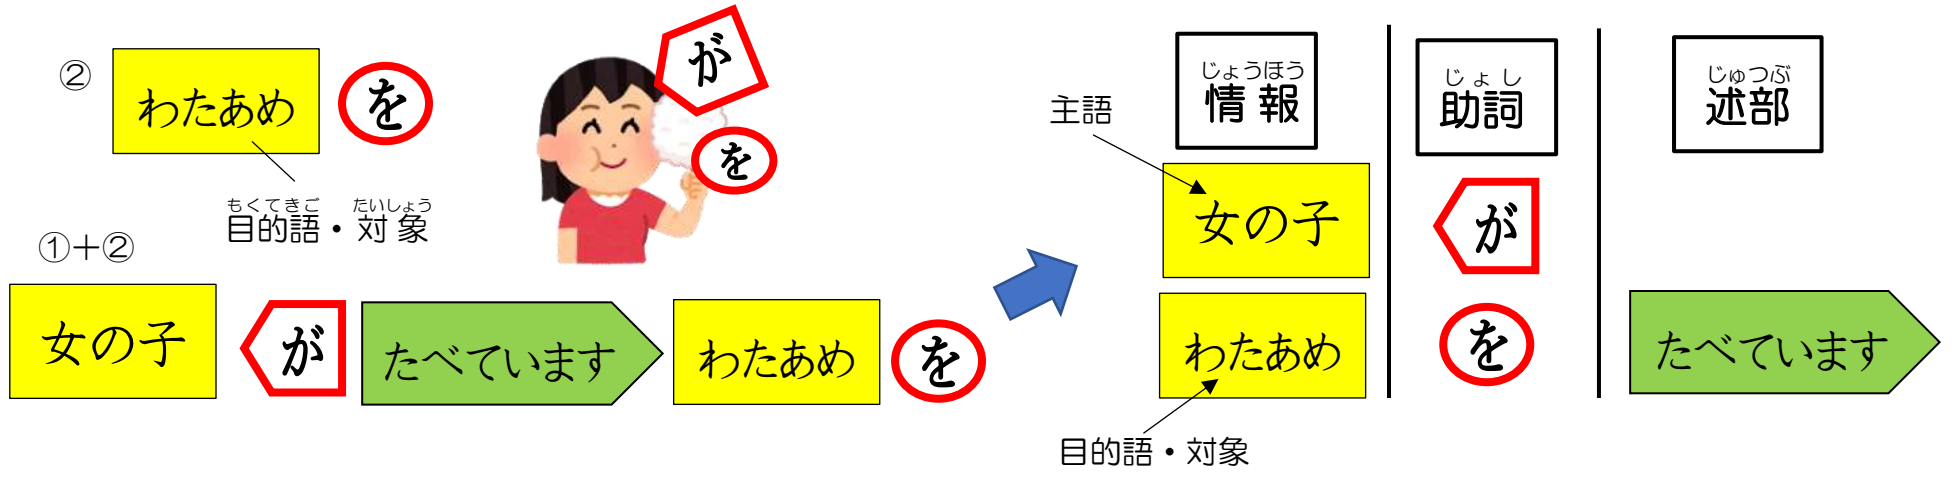 ② わたあめ を
もくてきご たいしょう
目的語・対象
が
を
①＋②
女の子 が たべています わたあめ を
じょうほう じょし じゅつぶ
情報 助詞 述部
主語
女の子 が
わたあめ を たべています
目的語・対象